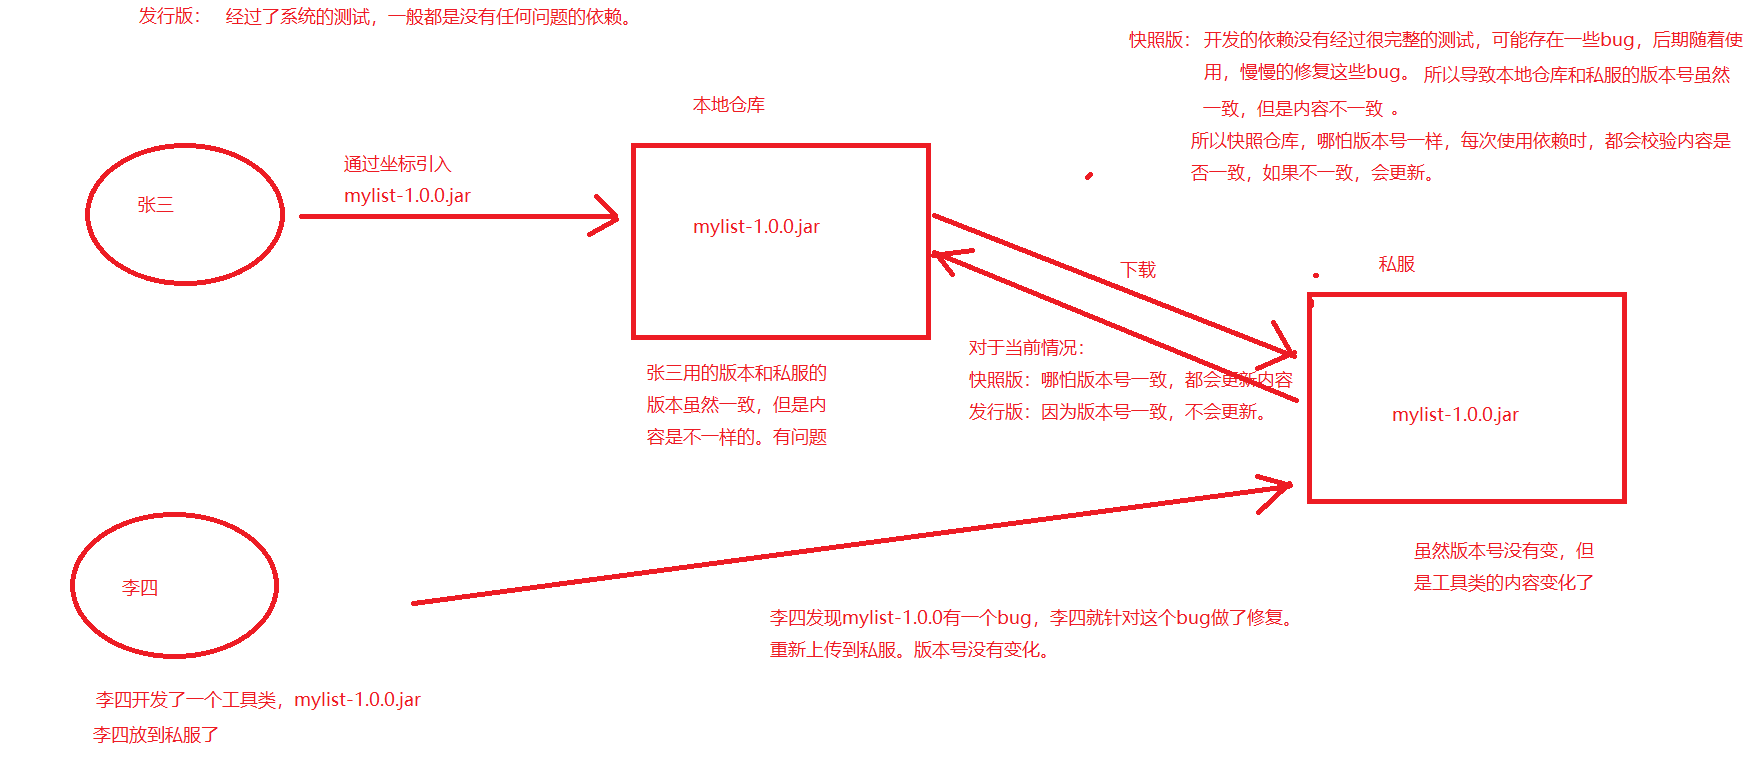 发行版： 经过了系统的测试，一般都是没有任何问题的依赖。
快照版： 开发的依赖没有经过很完整的测试，可能存在一些bug，后期随着使
用，慢慢的修复这些bug。 所以导致本地仓库和私服的版本号虽然
一致，但是内容不一致 。
所以快照仓库，哪怕版本号一样，每次使用依赖时，都会校验内容是
否一致，如果不一致，会更新。
本地仓库
通过坐标引入
mylist-1.0.0.jar
张三
mylist-1.0.0.jar
下载
私服
对于当前情况：
快照版：哪怕版本号一致，都会更新内容
发行版：因为版本号一致，不会更新。
张三用的版本和私服的
版本虽然一致，但是内
容是不一样的。有问题
mylist-1.0.0.jar
虽然版本号没有变，但
是工具类的内容变化了
李四
李四发现mylist-1.0.0有一个bug，李四就针对这个bug做了修复。
重新上传到私服。版本号没有变化。
李四开发了一个工具类，mylist-1.0.0.jar
李四放到私服了